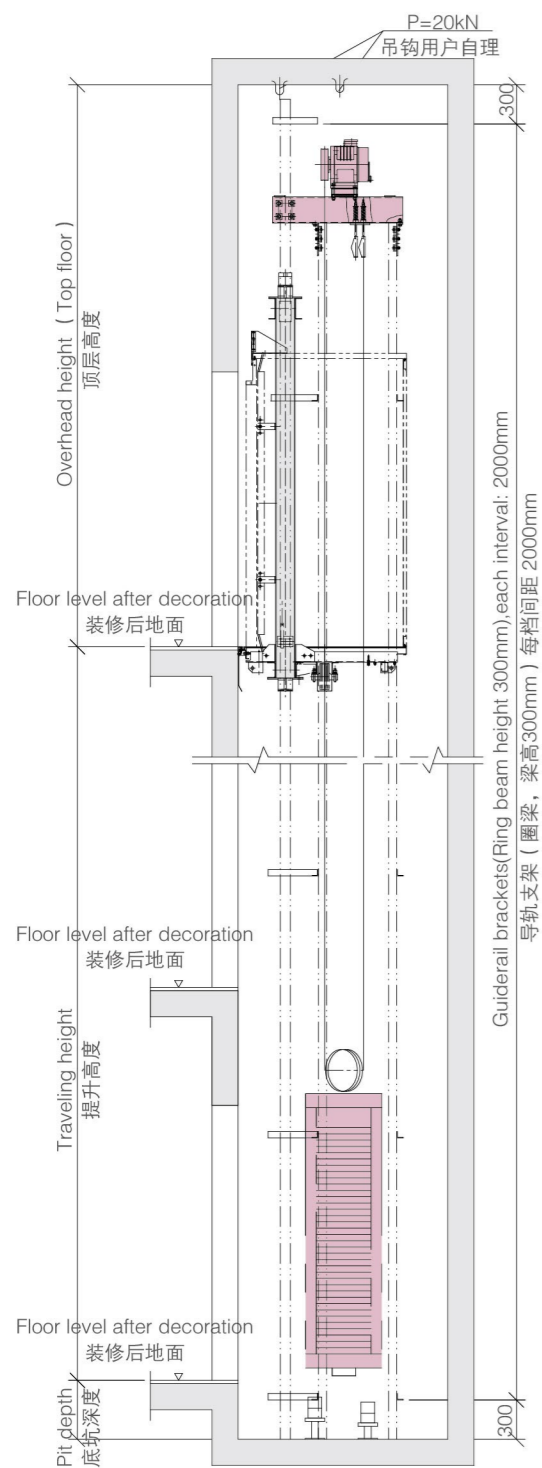 P=20kN
吊钩用户自理
300
Overhead height ( Top floor )
顶层高度
Floor level after decoration
装修后地面
Guiderail brackets(Ring beam height 300mm),each interval: 2000mm
导轨支架 ( 圈梁, 梁高300mm ) 每档间距 2000mm
Floor level after decoration
装修后地面
Traveling height
提升高度
Floor level after decoration
装修后地面
Pit depth
底坑深度
300